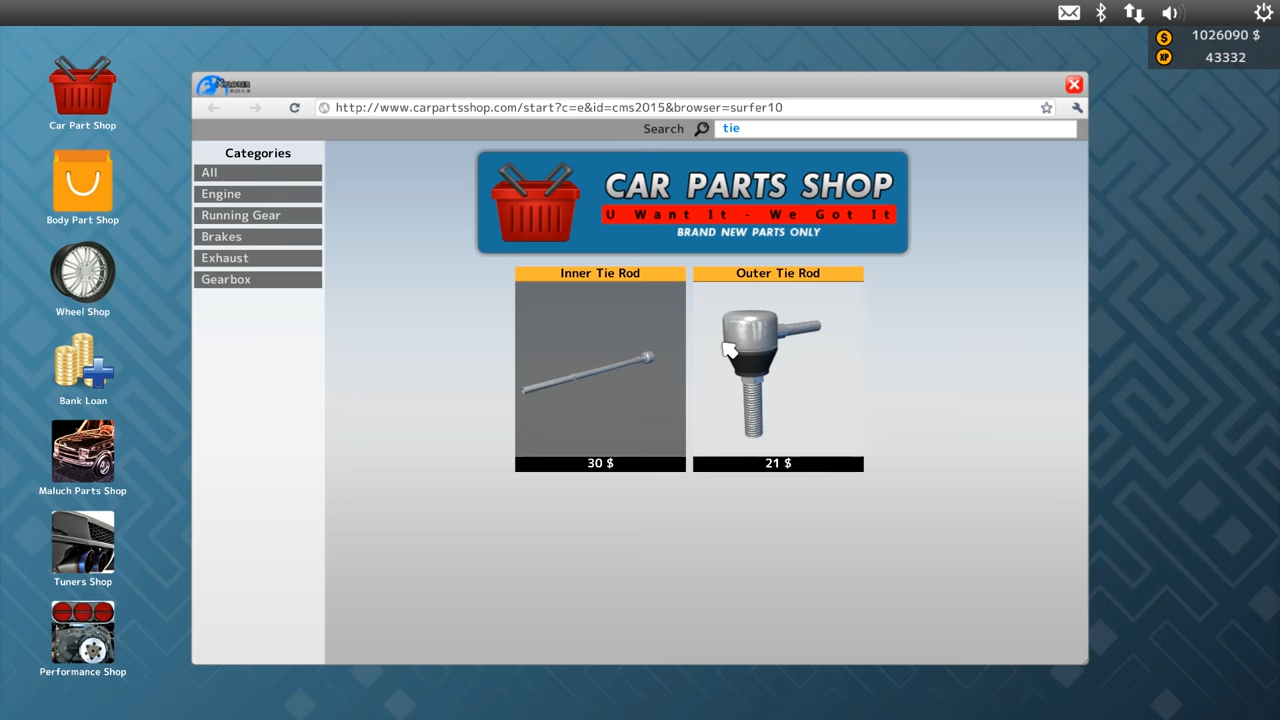 1026090 $
43332
Car Part Shop
Body Part Shop
Wheel Shop
Bank Loan
Maluch Parts Shop
Tuners Shop
Performance Shop
XPLORER
http://www.carpartsshop.com/start?c=e&id=cms2015&browser=surfer10
Search tie
Categories
All
Engine
Running Gear
Brakes
Exhaust
Gearbox
CAR PARTS SHOP
U Want It - We Got It
BRAND NEW PARTS ONLY
Inner Tie Rod
30 $
Outer Tie Rod
21 $